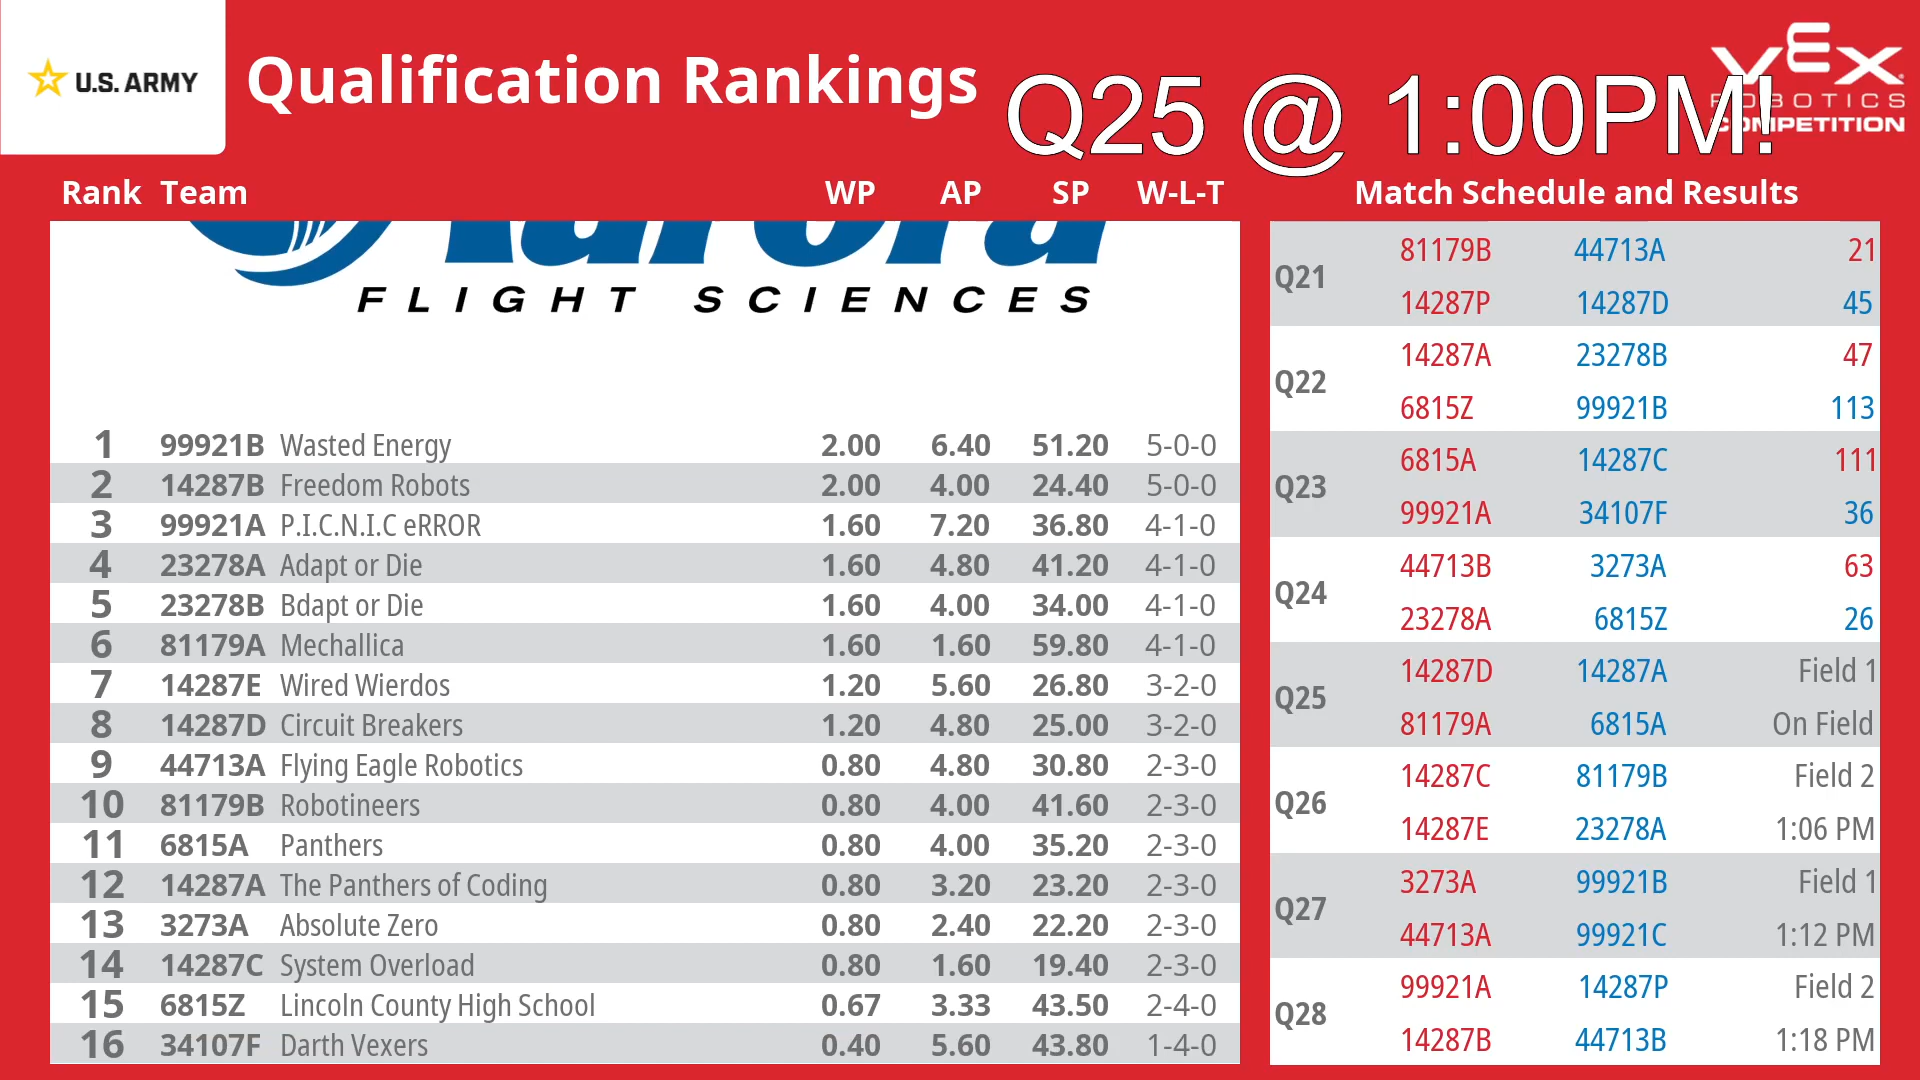 U.S. ARMY
Qualification Rankings
Q25 @ 1:00PM!
VEX
ROBOTICS
COMPETITION
Rank Team WP AP SP W-L-T
FLIGHT SCIENCES
1 99921B Wasted Energy 2.00 6.40 51.20 5-0-0
2 14287B Freedom Robots 2.00 4.00 24.40 5-0-0
3 99921A P.I.C.N.I.C eRROR 1.60 7.20 36.80 4-1-0
4 23278A Adapt or Die 1.60 4.80 41.20 4-1-0
5 23278B Bdapt or Die 1.60 4.00 34.00 4-1-0
6 81179A Mechallica 1.60 1.60 59.80 4-1-0
7 14287E Wired Wierdos 1.20 5.60 26.80 3-2-0
8 14287D Circuit Breakers 1.20 4.80 25.00 3-2-0
9 44713A Flying Eagle Robotics 0.80 4.80 30.80 2-3-0
10 81179B Robotineers 0.80 4.00 41.60 2-3-0
11 6815A Panthers 0.80 4.00 35.20 2-3-0
12 14287A The Panthers of Coding 0.80 3.20 23.20 2-3-0
13 3273A Absolute Zero 0.80 2.40 22.20 2-3-0
14 14287C System Overload 0.80 1.60 19.40 2-3-0
15 6815Z Lincoln County High School 0.67 3.33 43.50 2-4-0
16 34107F Darth Vexers 0.40 5.60 43.80 1-4-0
Match Schedule and Results
Q21
81179B 44713A 21
14287P 14287D 45
Q22
14287A 23278B 47
6815Z 99921B 113
Q23
6815A 14287C 111
99921A 34107F 36
Q24
44713B 3273A 63
23278A 6815Z 26
Q25
14287D 14287A Field 1
81179A 6815A On Field
Q26
14287C 81179B Field 2
14287E 23278A 1:06 PM
Q27
3273A 99921B Field 1
44713A 99921C 1:12 PM
Q28
99921A 14287P Field 2
14287B 44713B 1:18 PM